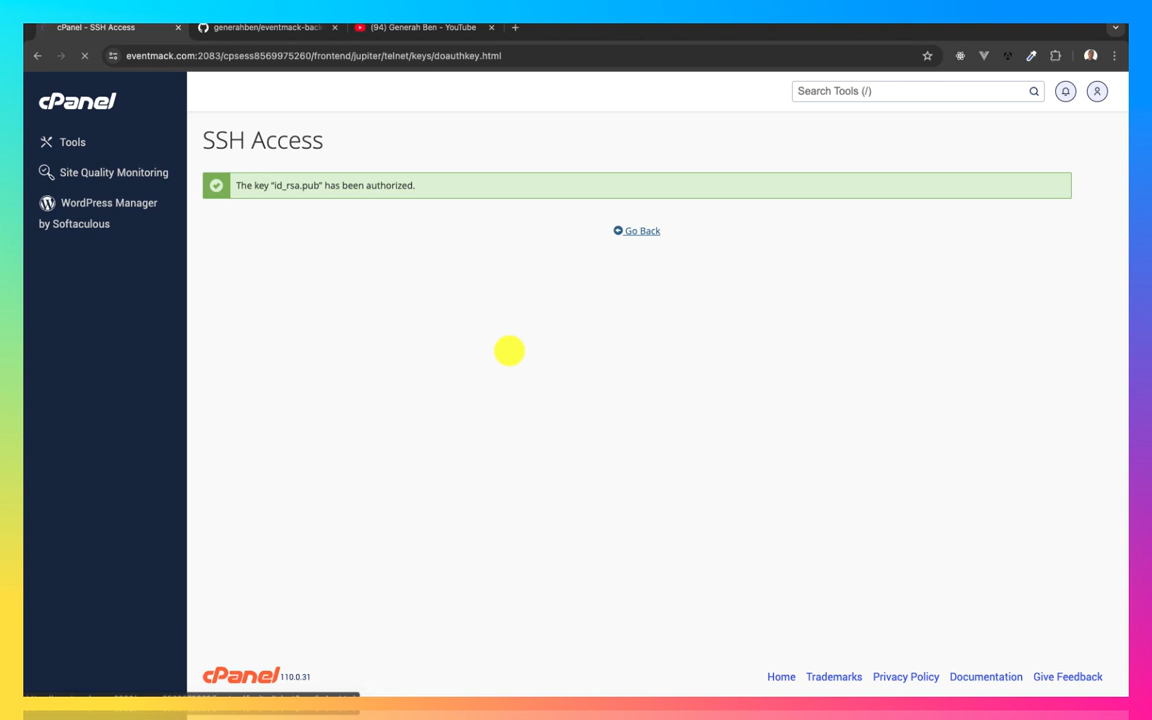 cPanel - SSH Access
generahben/eventmack-back
(94) Generah Ben - YouTube
eventmack.com:2083/cpsess8569975260/frontend/jupiter/telnet/keys/doauthkey.html
cPanel
Search Tools (/)
Tools
Site Quality Monitoring
WordPress Manager
by Softaculous
SSH Access
The key “id_rsa.pub” has been authorized.
Go Back
cPanel 110.0.31
Home Trademarks Privacy Policy Documentation Give Feedback